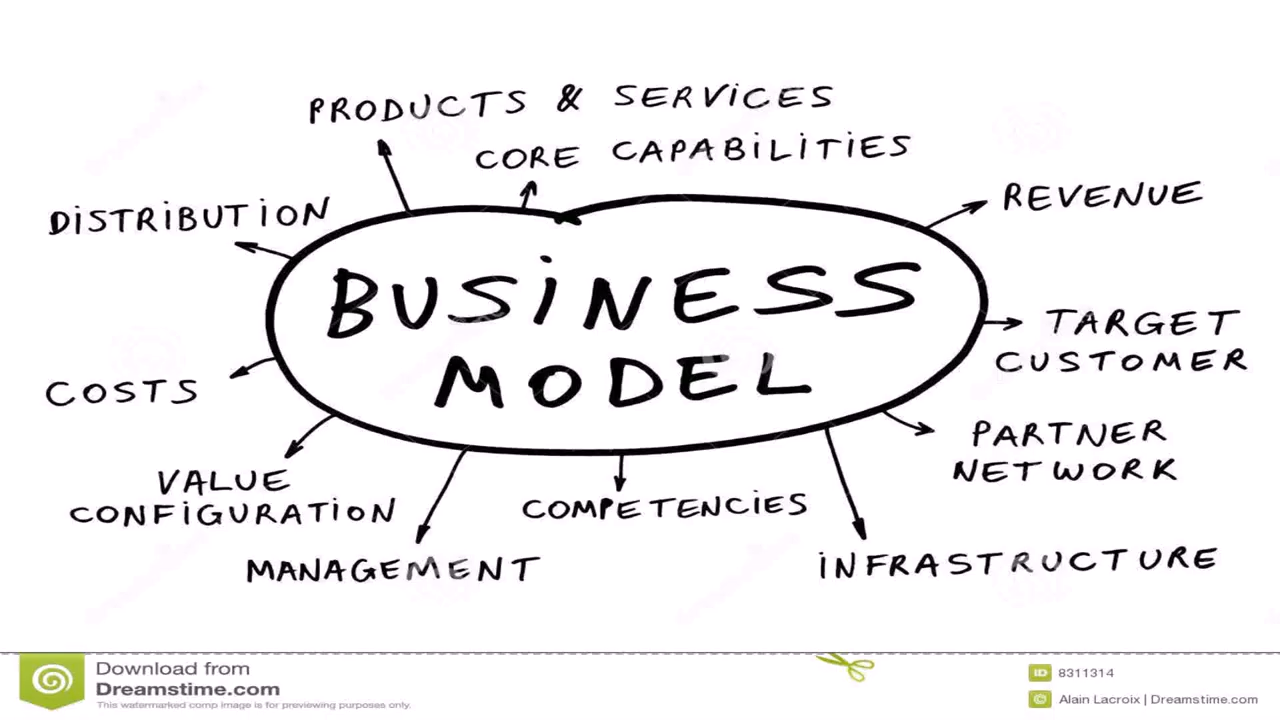 PRODUCTS & SERVICES
CORE CAPABILITIES
DISTRIBUTION
REVENUE
BUSINESS
MODEL
TARGET
CUSTOMER
COSTS
PARTNER
NETWORK
VALUE
CONFIGURATION
COMPETENCIES
MANAGEMENT
INFRASTRUCTURE
Download from
Dreamstime.com
This watermarked comp image is for previewing purposes only.
ID 8311314
© Alain Lacroix | Dreamstime.com